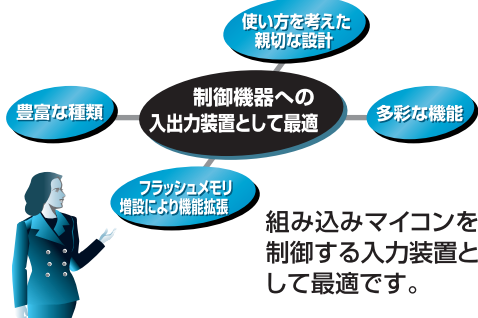 使い方を考えた
親切な設計
制御機器への
入出力装置として最適
豊富な種類
多彩な機能
フラッシュメモリ
増設により機能拡張
組み込みマイコンを
制御する入力装置と
して最適です。